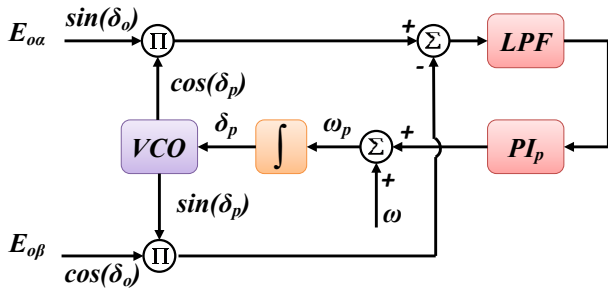 sin(δ_o)
E_oα
Π
+
Σ
-
LPF
cos(δ_p)
VCO
δ_p
∫
ω_p
Σ
+
+
ω
PI_p
sin(δ_p)
E_oβ
Π
cos(δ_o)